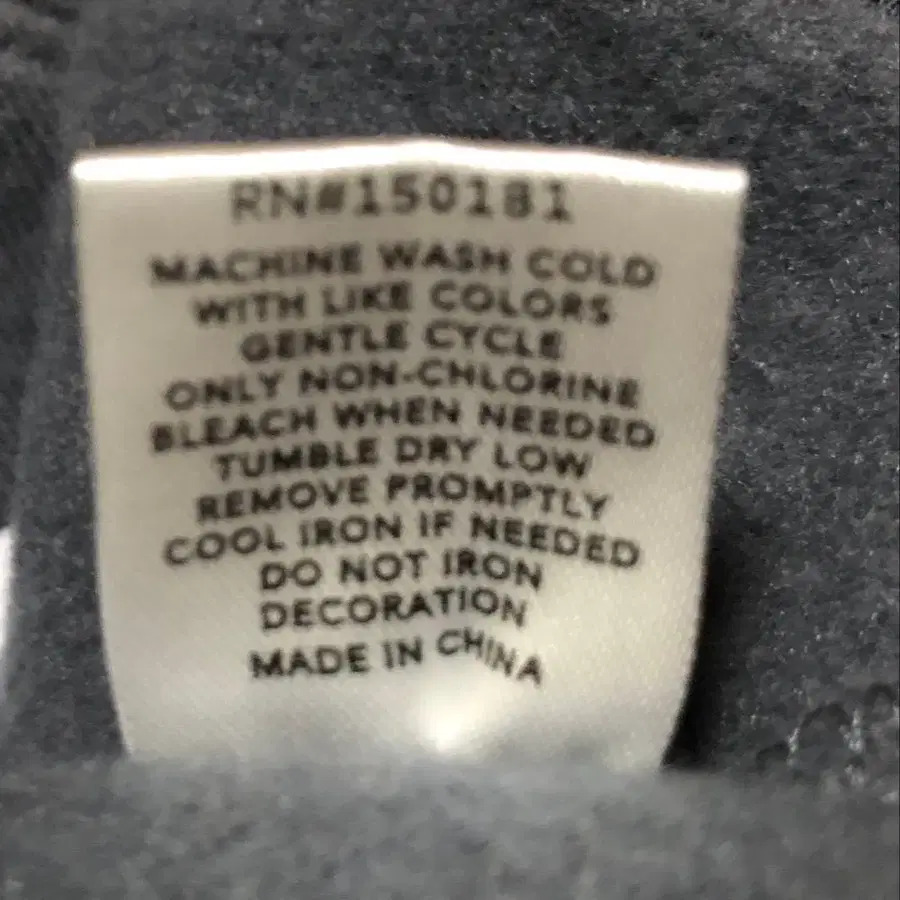 RN#150181
MACHINE WASH COLD
WITH LIKE COLORS
GENTLE CYCLE
ONLY NON-CHLORINE
BLEACH WHEN NEEDED
TUMBLE DRY LOW
REMOVE PROMPTLY
COOL IRON IF NEEDED
DO NOT IRON
DECORATION
MADE IN CHINA